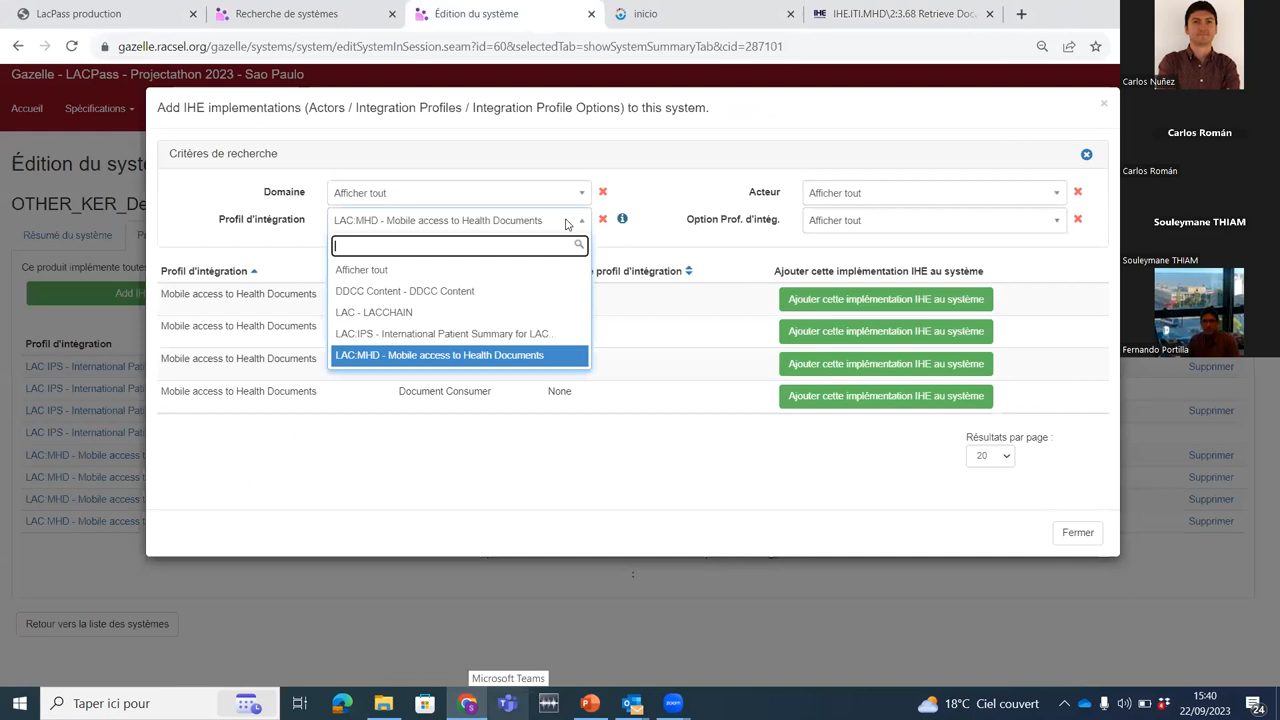 LacPass production
Recherche de systèmes
Édition du système
inicio
IHE.ITI.MHD\2:3.68 Retrieve Doc
gazelle.racsel.org/gazelle/systems/system/editSystemInSession.seam?id=60&selectedTab=showSystemSummaryTab&cid=287101
Gazelle - LACPass - Projectathon 2023 - Sao Paulo
Accueil
Spécifications
Add IHE implementations (Actors / Integration Profiles / Integration Profile Options) to this system.
Critères de recherche
Domaine
Afficher tout
Acteur
Afficher tout
Profil d'intégration
LAC:MHD - Mobile access to Health Documents
Option Prof. d'intég.
Afficher tout
Afficher tout
DDCC Content - DDCC Content
LAC - LACCHAIN
LAC:IPS - International Patient Summary for LAC...
LAC:MHD - Mobile access to Health Documents
Profil d'intégration
profil d'intégration
Ajouter cette implémentation IHE au système
Mobile access to Health Documents
Ajouter cette implémentation IHE au système
Mobile access to Health Documents
Ajouter cette implémentation IHE au système
Mobile access to Health Documents
Ajouter cette implémentation IHE au système
Mobile access to Health Documents
Document Consumer
None
Ajouter cette implémentation IHE au système
Résultats par page :
20
Fermer
Édition du systè
OTHER_KER_De
Résumé du système
Ce produit implémente toutes
Add IHE
Profil d'intégration
LAC IPS - International Pati
Supprimer
LAC IPS - International Pati
LAC IPS - International Pati
Supprimer
LAC IPS - International Pati
LAC:MHD - Mobile access t
Supprimer
LAC:MHD - Mobile access t
Supprimer
LAC:MHD - Mobile access t
Supprimer
LAC:MHD - Mobile access t
Supprimer
:
Retour vers la liste des systèmes
Carlos Nuñez
Carlos Román
Carlos Román
Souleymane THIAM
Souleymane THIAM
Fernando Portilla
Microsoft Teams
Taper ici pour
18°C Ciel couvert
15:40
22/09/2023
24